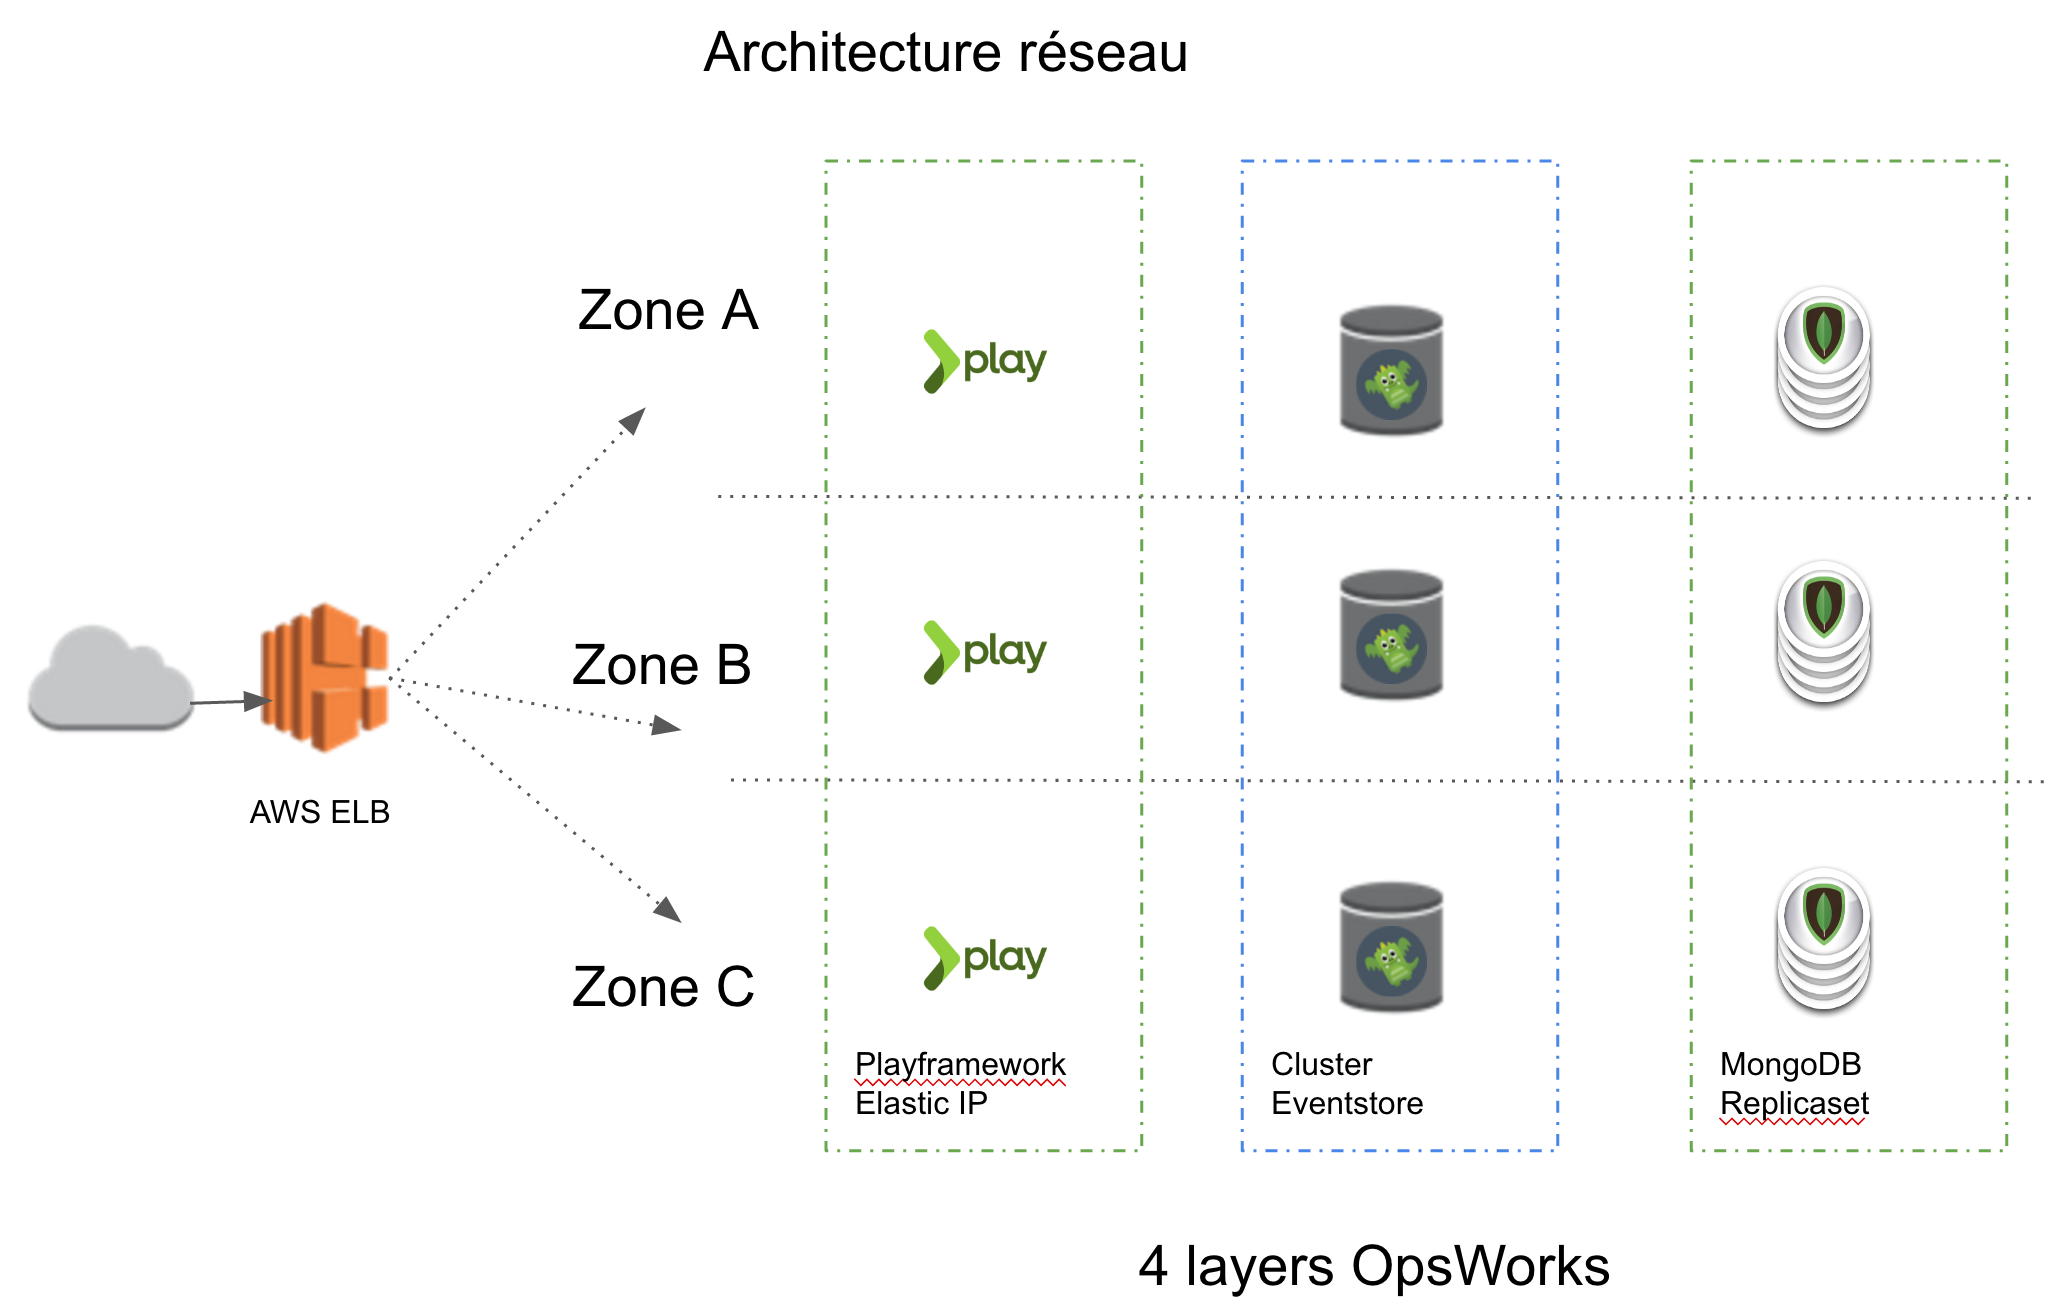 Architecture réseau
Zone A
play
Zone B
play
AWS ELB
Zone C
play
Playframework
Elastic IP
Cluster
Eventstore
MongoDB
Replicaset
4 layers OpsWorks